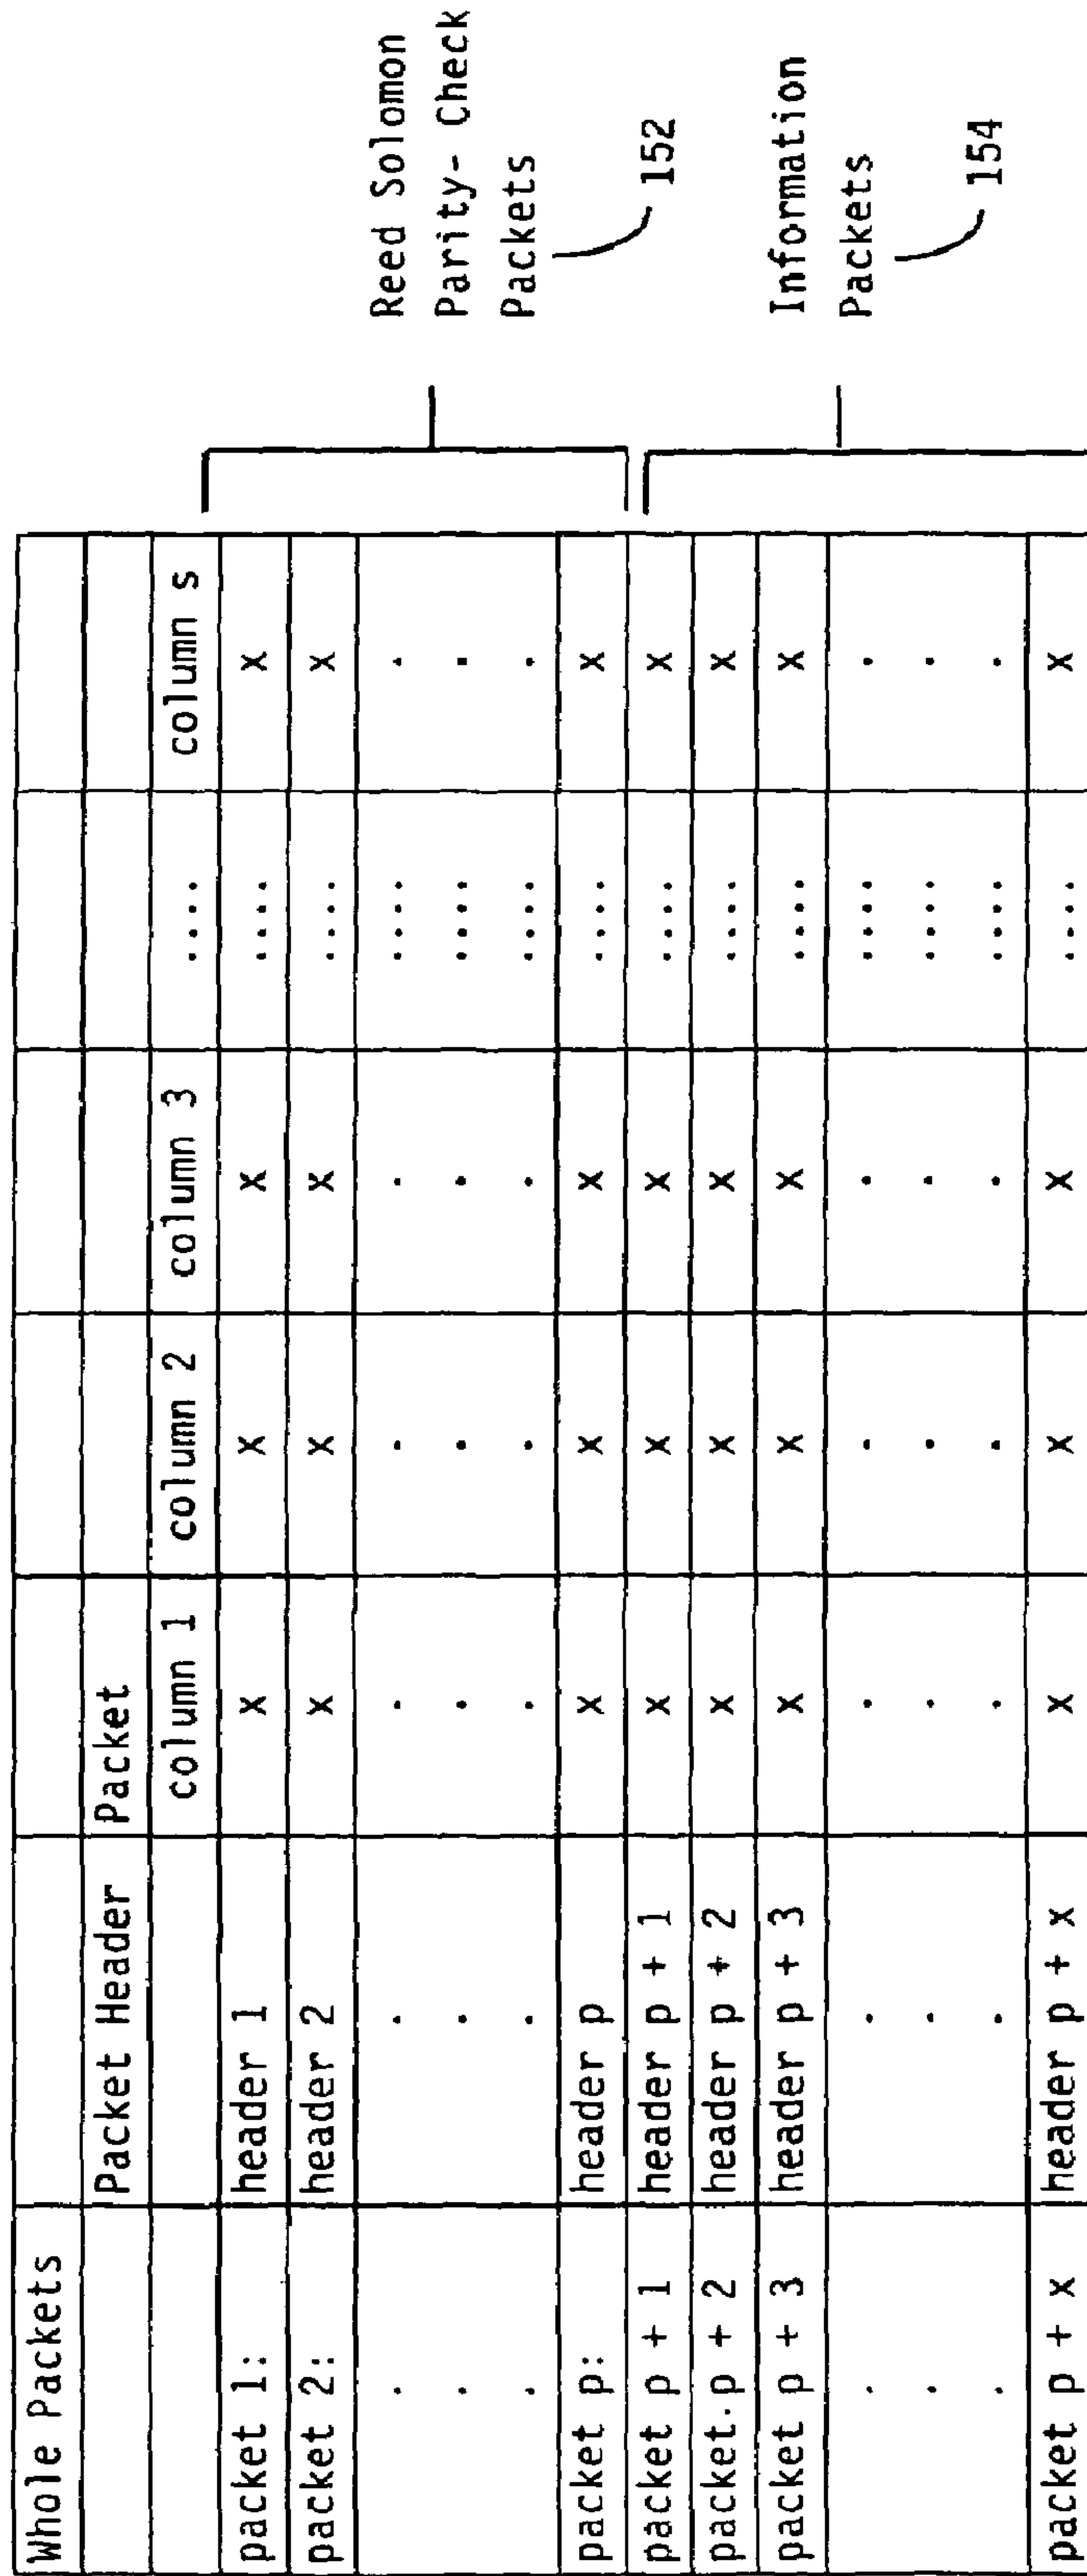 Whole Packets
Packet Header Packet
column 1 column 2 column 3 .... column s
packet 1: header 1 x x x .... x
packet 2: header 2 x x x .... x
. . . . . .... .
. . . . . .... .
. . . . . .... .
packet p: header p x x x .... x
packet p + 1 header p + 1 x x x .... x
packet p + 2 header p + 2 x x x .... x
packet p + 3 header p + 3 x x x .... x
. . . . . .... .
. . . . . .... .
. . . . . .... .
packet p + x header p + x x x x .... x
Reed Solomon
Parity- Check
Packets
152
Information
Packets
154